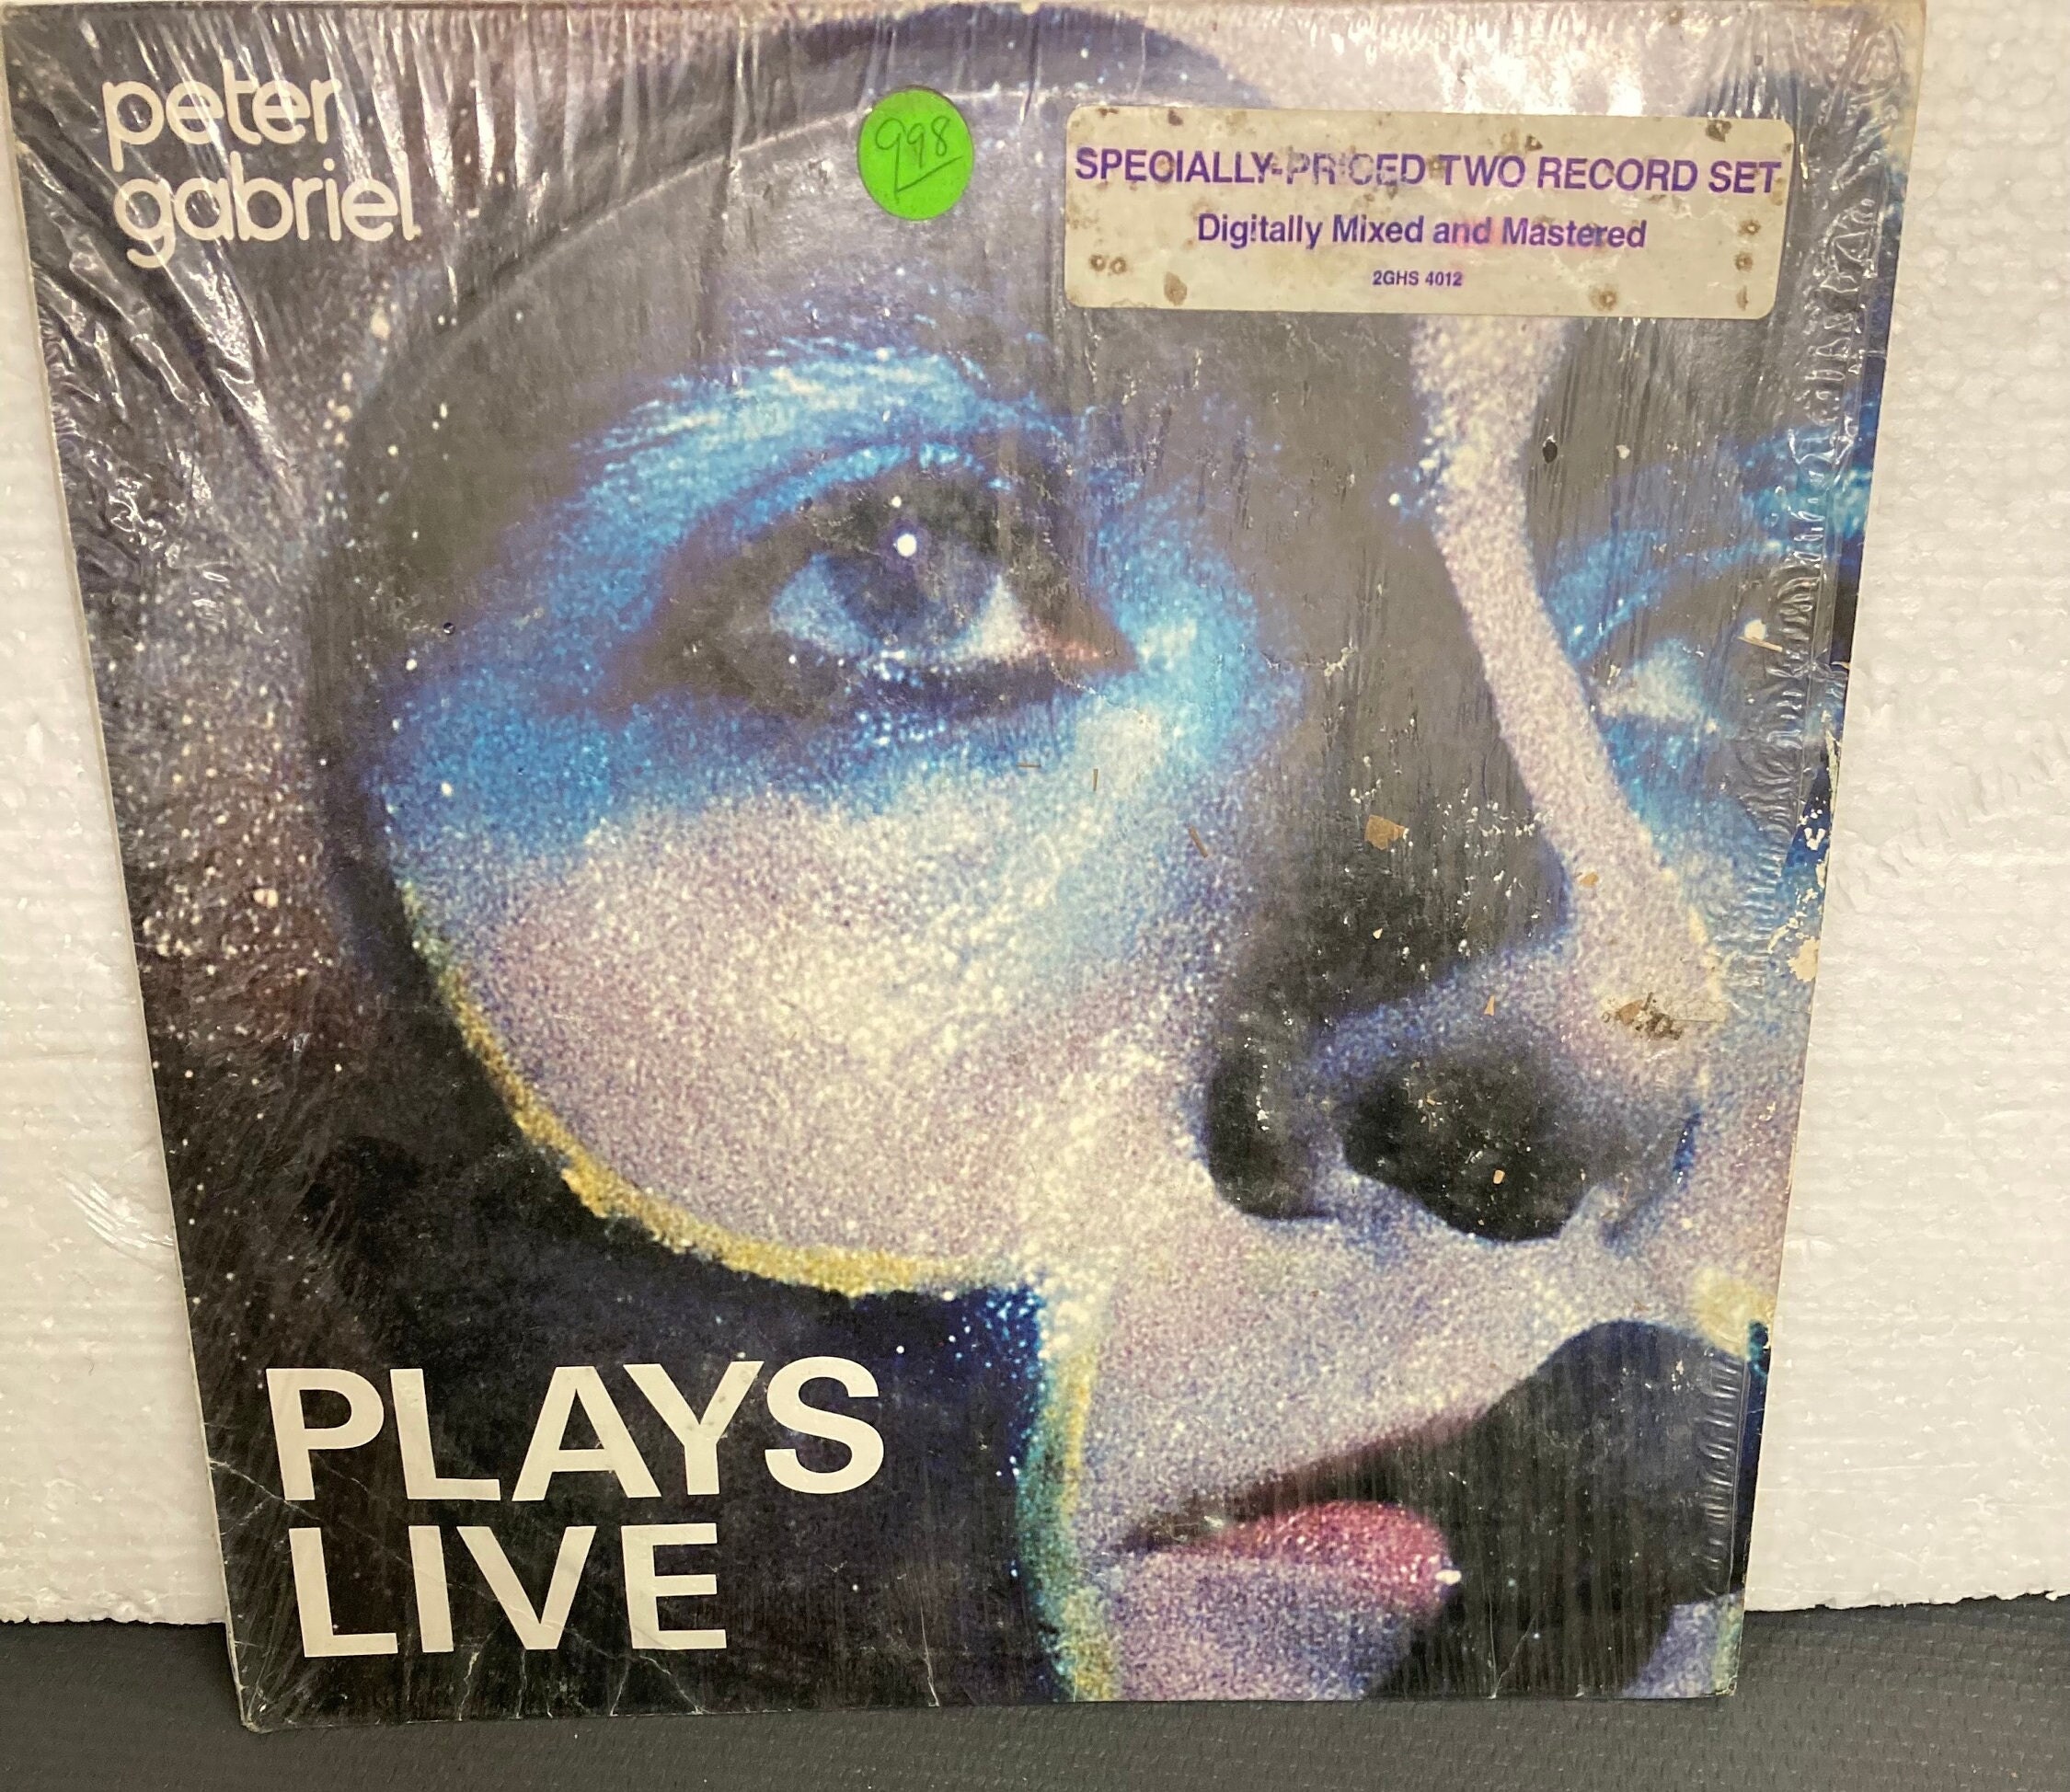 peter
gabriel
998
SPECIALLY-PRICED TWO RECORD SET
Digitally Mixed and Mastered
2GHS 4012
PLAYS
LIVE